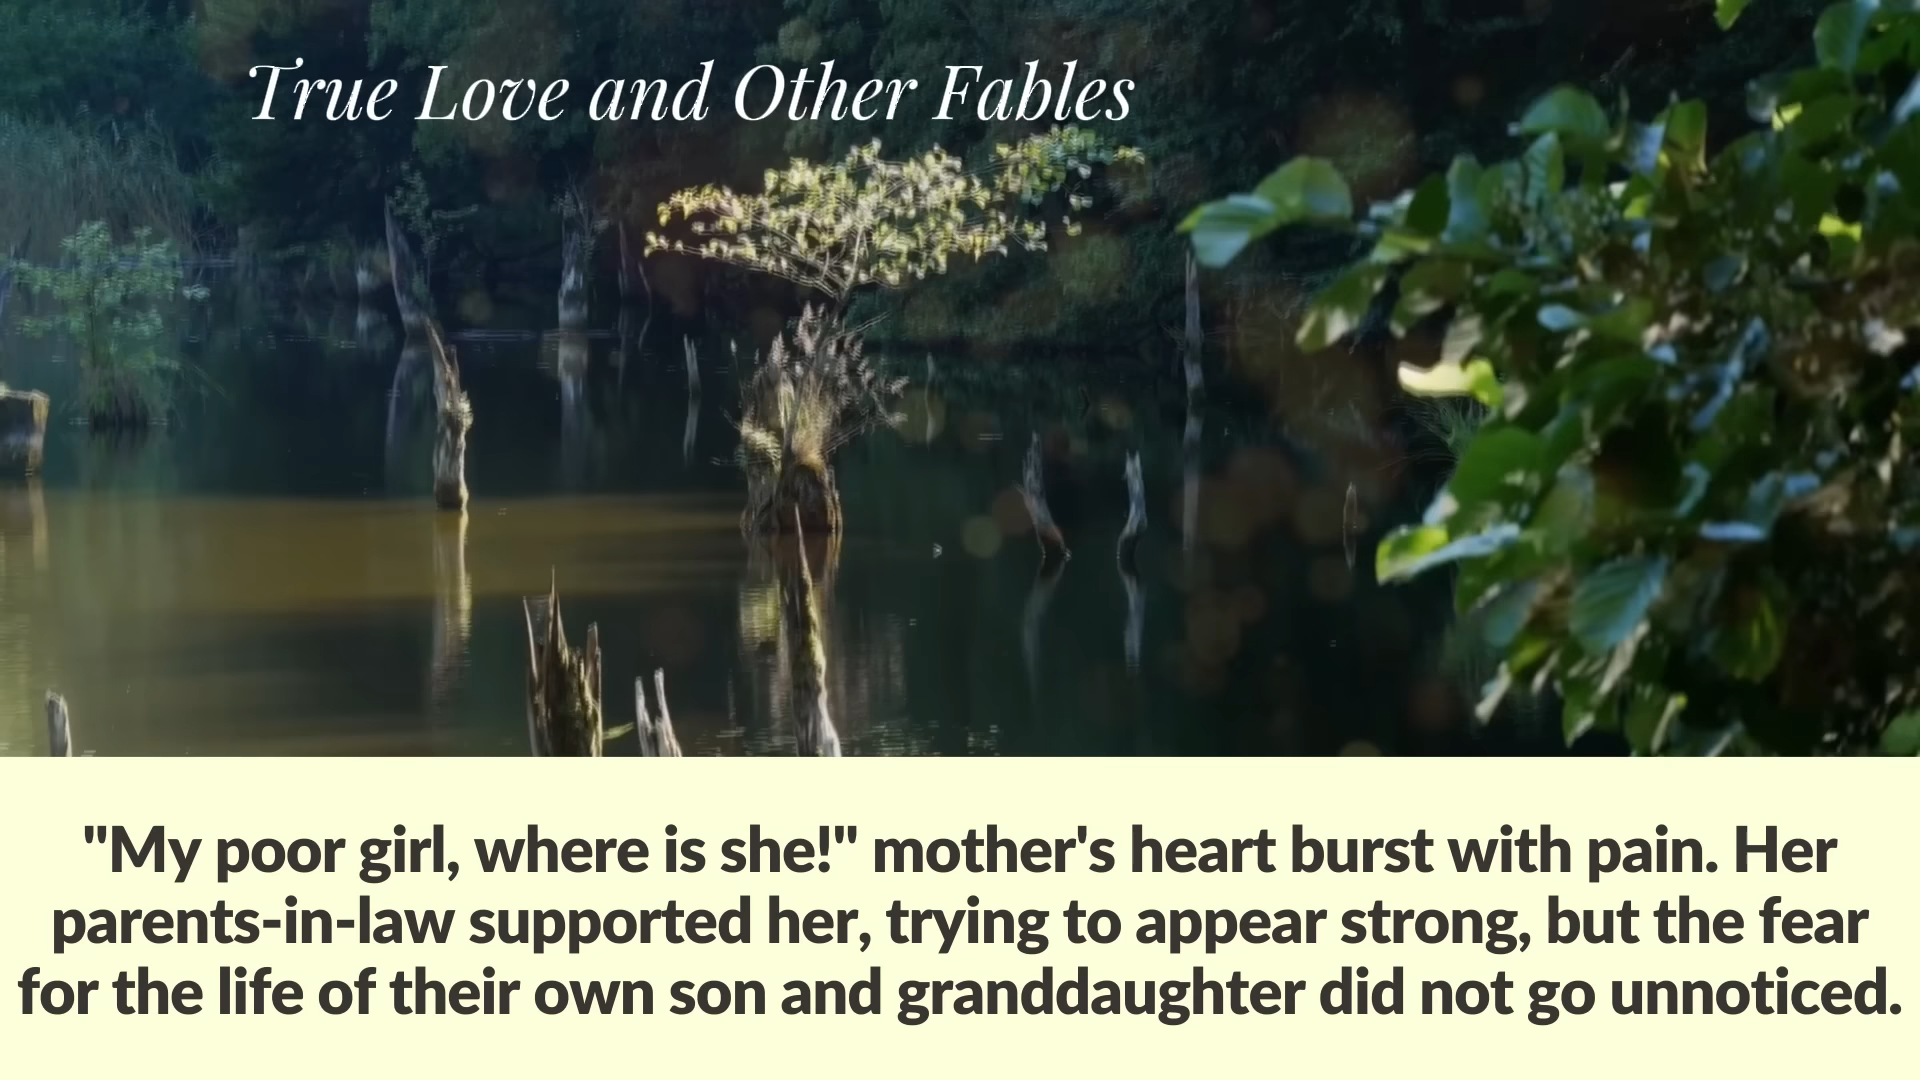 True Love and Other Fables
"My poor girl, where is she!" mother's heart burst with pain. Her
parents-in-law supported her, trying to appear strong, but the fear
for the life of their own son and granddaughter did not go unnoticed.